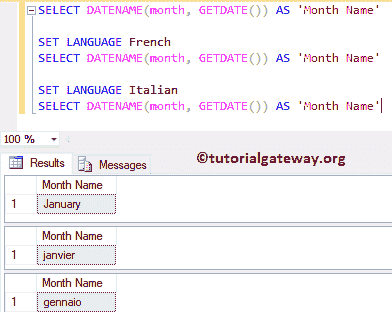 SELECT DATENAME(month, GETDATE()) AS 'Month Name'
SET LANGUAGE French
SELECT DATENAME(month, GETDATE()) AS 'Month Name'
SET LANGUAGE Italian
SELECT DATENAME(month, GETDATE()) AS 'Month Name'
100 %
Results Messages
©tutorialgateway.org
Month Name
1 January
Month Name
1 janvier
Month Name
1 gennaio